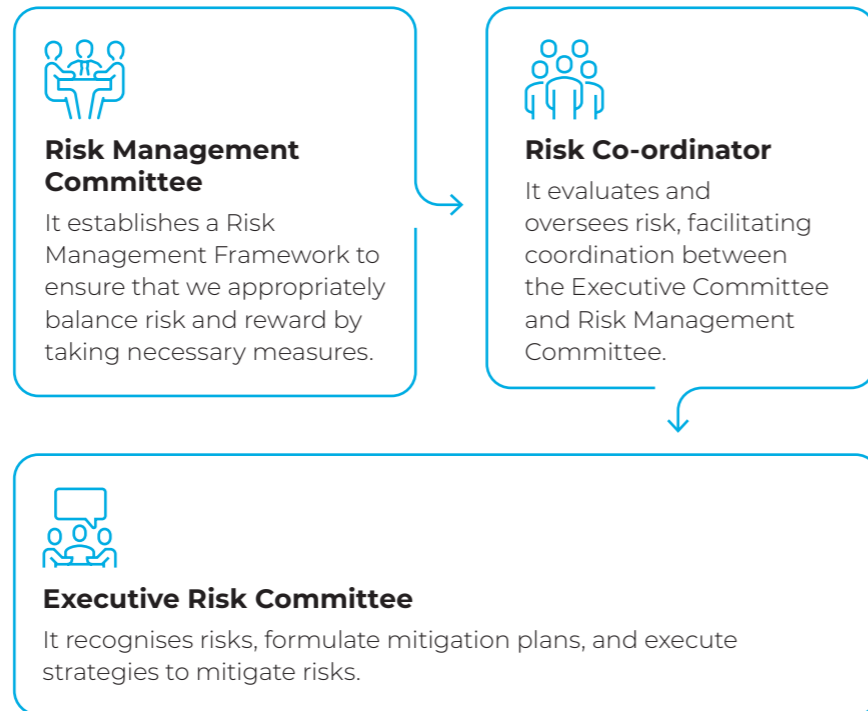 Risk Management
Committee
It establishes a Risk
Management Framework to
ensure that we appropriately
balance risk and reward by
taking necessary measures.
Risk Co-ordinator
It evaluates and
oversees risk, facilitating
coordination between
the Executive Committee
and Risk Management
Committee.
Executive Risk Committee
It recognises risks, formulate mitigation plans, and execute
strategies to mitigate risks.